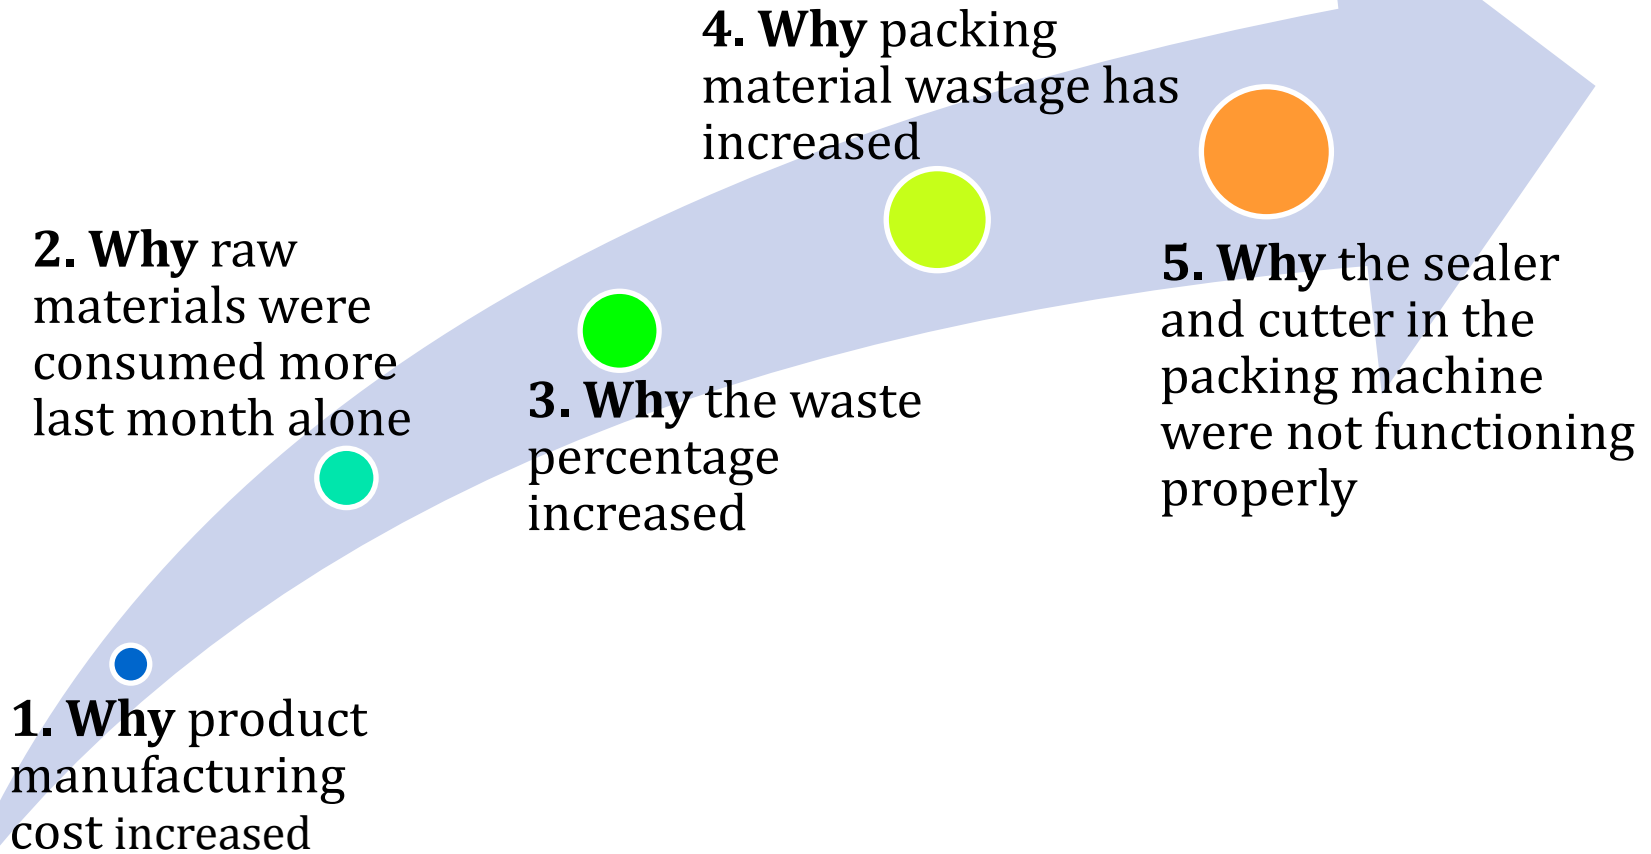 1. Why product
manufacturing
cost increased
2. Why raw
materials were
consumed more
last month alone
3. Why the waste
percentage
increased
4. Why packing
material wastage has
increased
5. Why the sealer
and cutter in the
packing machine
were not functioning
properly